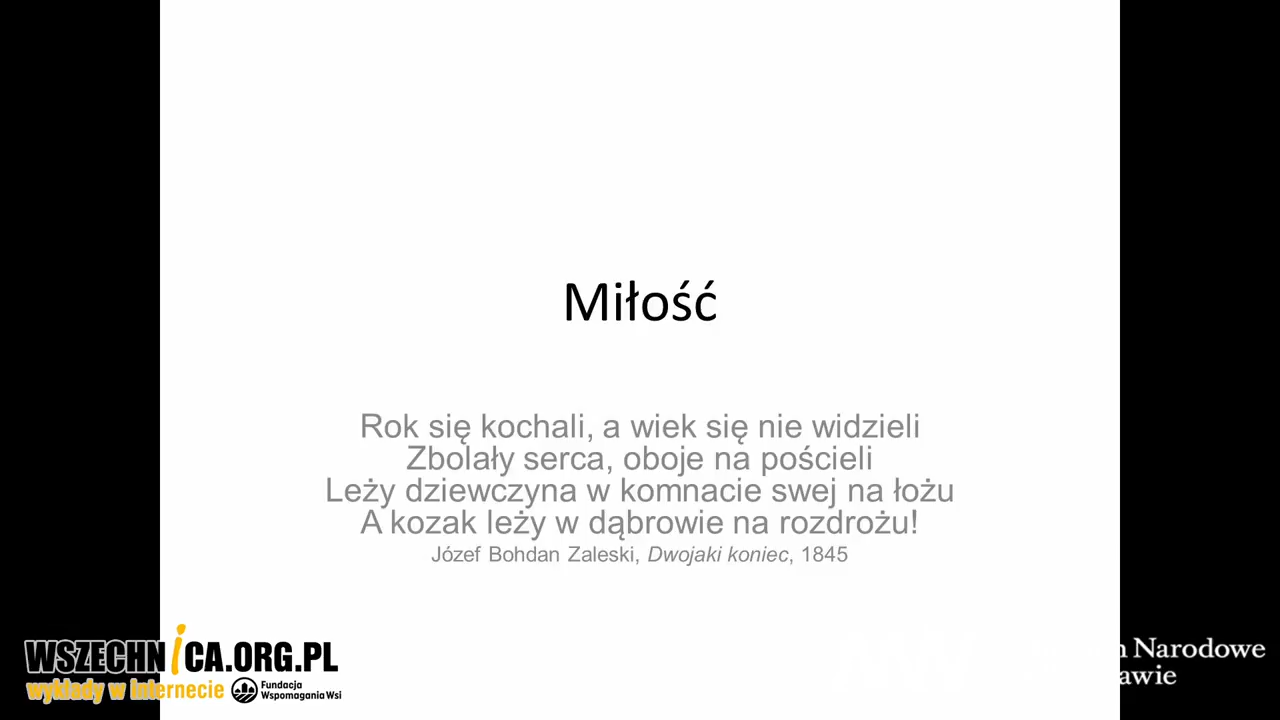 Miłość
Rok się kochali, a wiek się nie widzieli
Zbolały serca, oboje na pościeli
Leży dziewczyna w komnacie swej na łożu
A kozak leży w dąbrowie na rozdrożu!
Józef Bohdan Zaleski, Dwojaki koniec, 1845
WSZECHNiCA.ORG.PL
wykłady w internecie
Fundacja
Wspomagania Wsi
Narodowe